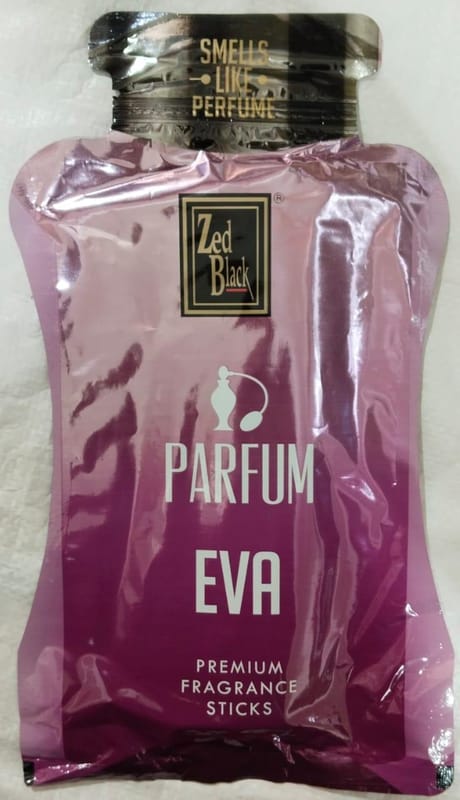 SMELLS
LIKE
PERFUME
Zed
Black
®
PARFUM
EVA
PREMIUM
FRAGRANCE
STICKS